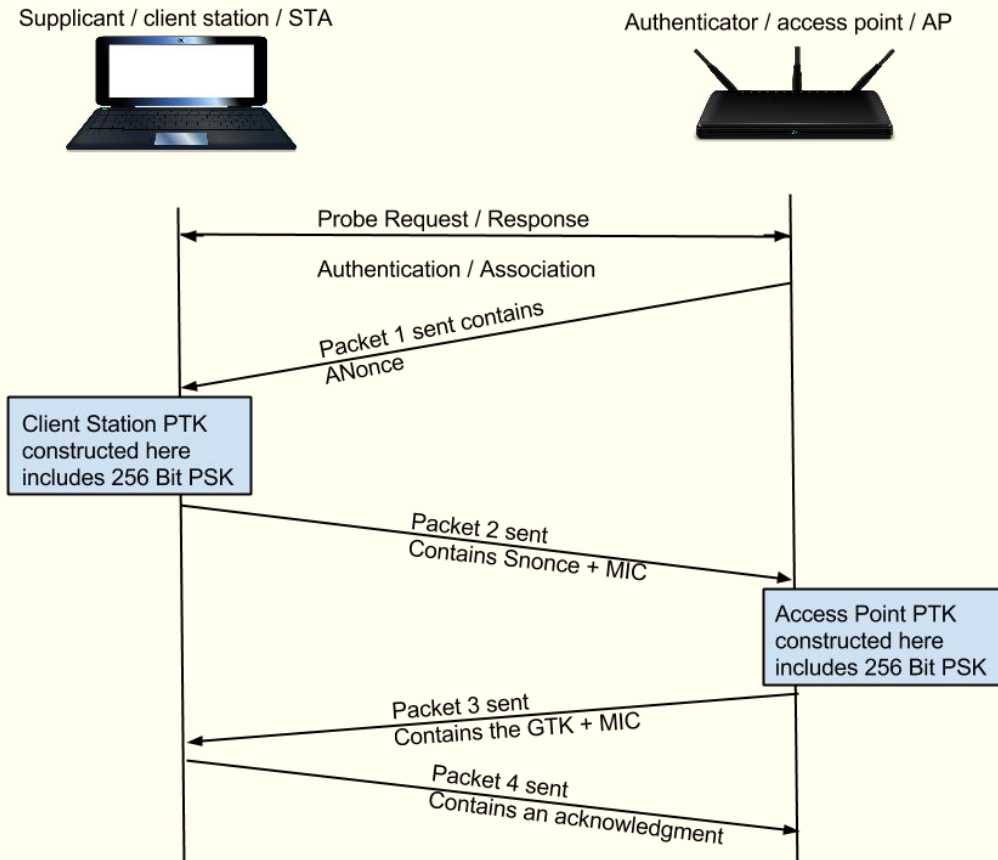 Supplicant / client station / STA
Authenticator / access point / AP
Probe Request / Response
Authentication / Association
Packet 1 sent contains
ANonce
Client Station PTK
constructed here
includes 256 Bit PSK
Packet 2 sent
Contains Snonce + MIC
Access Point PTK
constructed here
includes 256 Bit PSK
Packet 3 sent
Contains the GTK + MIC
Packet 4 sent
Contains an acknowledgment